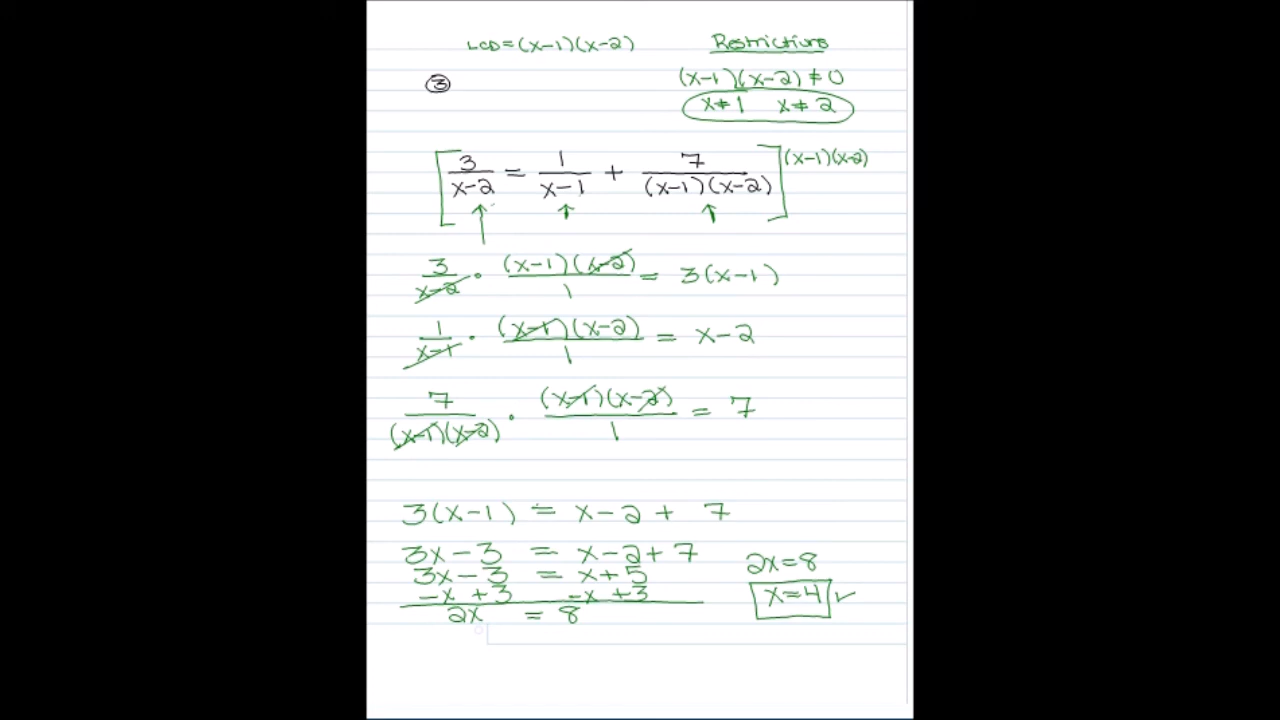 LCD=(x-1)(x-2) Restrictions
(x-1)(x-2)≠0
③ x≠1 x≠2
[3/(x-2) = 1/(x-1) + 7/((x-1)(x-2))](x-1)(x-2)
3/(x-2) · (x-1)(x-2)/1 = 3(x-1)
1/(x-1) · (x-1)(x-2)/1 = x-2
7/((x-1)(x-2)) · (x-1)(x-2)/1 = 7
3(x-1) = x-2+ 7
3x-3 = x-2+7
2x=8
3x-3 = x+5
-x +3 -x +3
x=4 ✓
2x = 8